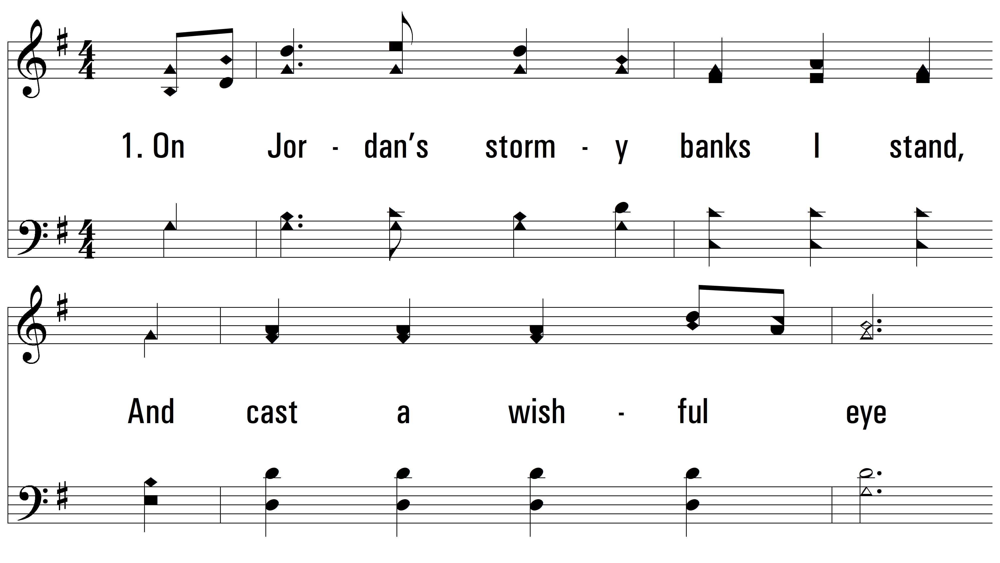 1. On Jor - dan’s storm - y banks I stand,
And cast a wish - ful eye